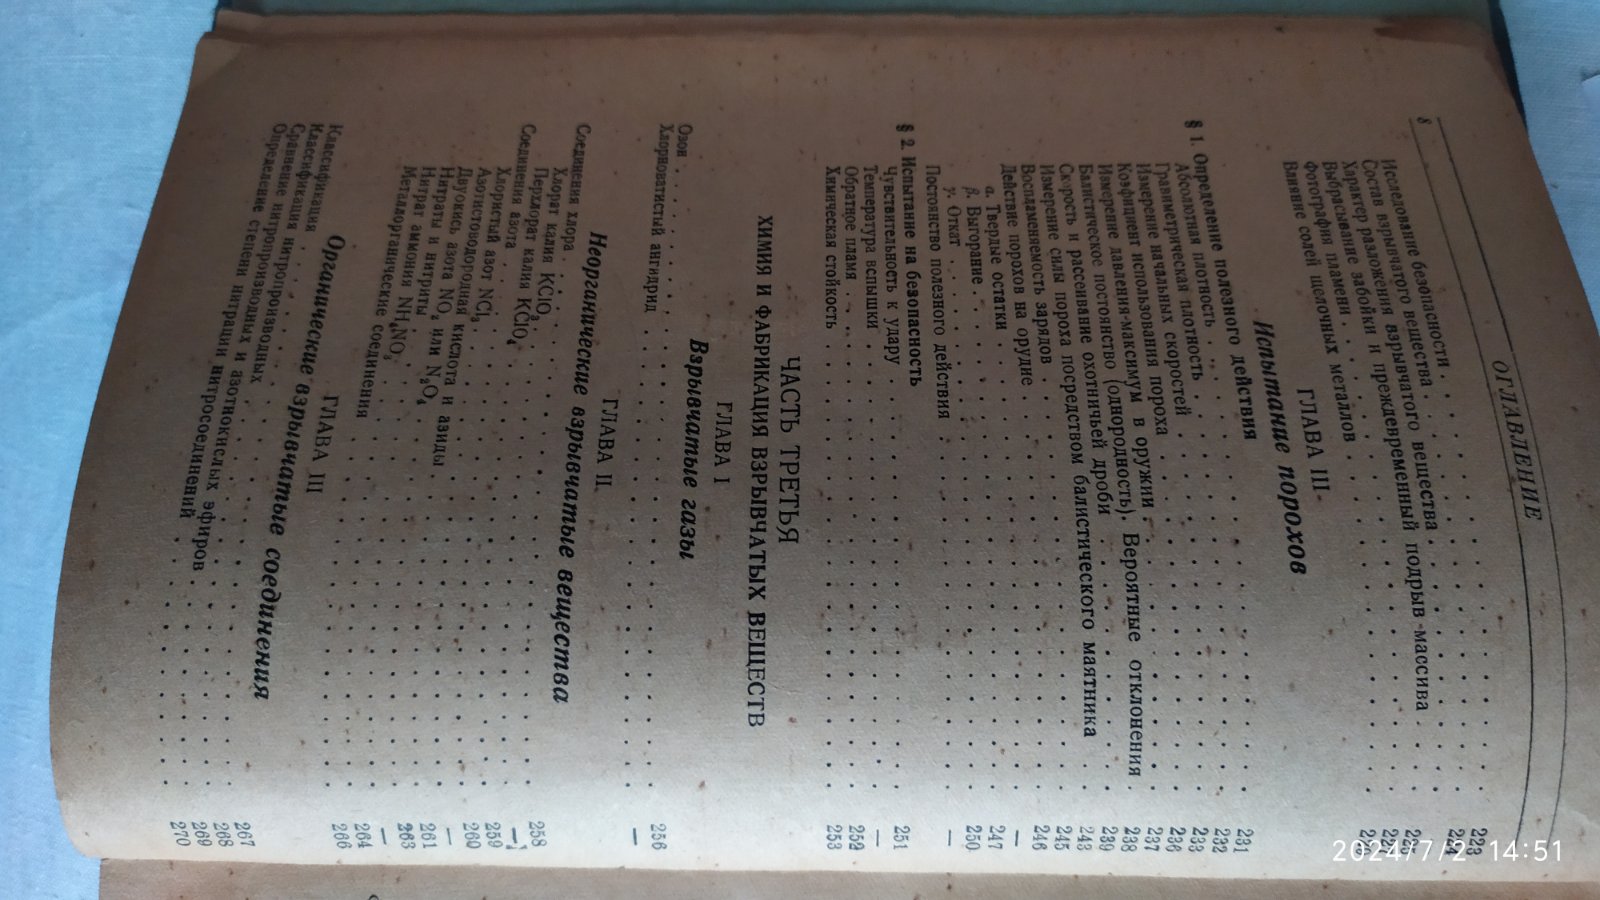 8
ОГЛАВЛЕНИЕ
Исследование безопасности . . . . . . . . . . 223
Состав взрывчатого вещества . . . . . . . . . . 224
Характер разложения взрывчатого вещества . . . . . . . . . . 225
Выбрасывание забойки и преждевременный подрыв массива . . .
Фотография пламени . . . . . . . . . .
Влияние солей щелочных металлов . . . . . . . . . .
ГЛАВА III
Испытание порохов
§ 1. Определение полезного действия . . . . . . . . . . 231
Абсолютная плотность . . . . . . . . . . 232
Гравиметрическая плотность . . . . . . . . . . 233
Измерение начальных скоростей . . . . . . . . . . 236
Коэфициент использования пороха . . . . . . . . . . 237
Измерение давления-максимум в оружии . . . . . . . . . . 238
Балистическое постоянство (однородность). Вероятные отклонения . 239
Скорость и рассеивание охотничьей дроби . . . . . . . . . . 243
Измерение силы пороха посредством балистического маятника . . . 245
Воспламеняемость зарядов . . . . . . . . . . 246
Действие порохов на орудие . . . . . . . . . . —
α. Твердые остатки . . . . . . . . . . 247
β. Выгорание . . . . . . . . . . 250
γ. Откат . . . . . . . . . . —
Постоянство полезного действия . . . . . . . . . .
§ 2. Испытание на безопасность . . . . . . . . . . 251
Чувствительность к удару . . . . . . . . . . —
Температура вспышки . . . . . . . . . . 252
Обратное пламя . . . . . . . . . . 253
Химическая стойкость . . . . . . . . . .
ЧАСТЬ ТРЕТЬЯ
ХИМИЯ И ФАБРИКАЦИЯ ВЗРЫВЧАТЫХ ВЕЩЕСТВ
ГЛАВА I
Взрывчатые газы
Озон . . . . . . . . . . 256
Хлорноватистый ангидрид . . . . . . . . . . —
ГЛАВА II
Неорганические взрывчатые вещества
Соединения хлора . . . . . . . . . . 258
Хлорат калия KClO₃ . . . . . . . . . . —
Перхлорат калия KClO₄ . . . . . . . . . . 259
Соединения азота . . . . . . . . . . 260
Хлористый азот NCl₃ . . . . . . . . . . —
Азотистоводородная кислота и азиды . . . . . . . . . . 261
Двуокись азота NO₂ или N₂O₄ . . . . . . . . . . 263
Нитраты и нитриты . . . . . . . . . . —
Нитрат аммония NH₄NO₃ . . . . . . . . . . 264
Металлорганические соединения . . . . . . . . . . 266
ГЛАВА III
Органические взрывчатые соединения
Классификация . . . . . . . . . . 267
Классификация нитропроизводных . . . . . . . . . . 268
Сравнение нитропроизводных и азотнокислых эфиров . . . . . . . . . . 269
Определение степени нитрации нитросоединений . . . . . . . . . . 270
2024/7/2 14:51